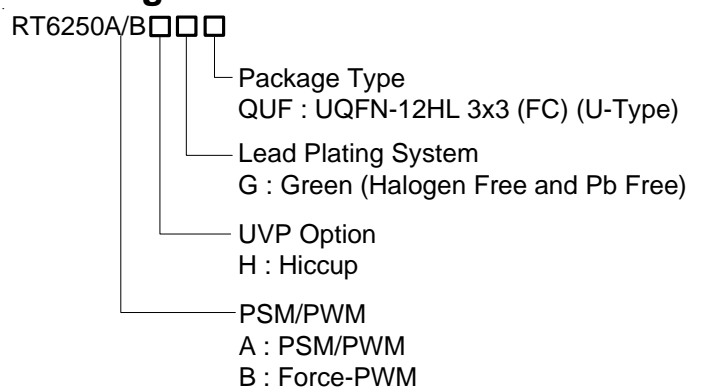 RT6250A/B□□□
Package Type
QUF : UQFN-12HL 3x3 (FC) (U-Type)
Lead Plating System
G : Green (Halogen Free and Pb Free)
UVP Option
H : Hiccup
PSM/PWM
A : PSM/PWM
B : Force-PWM